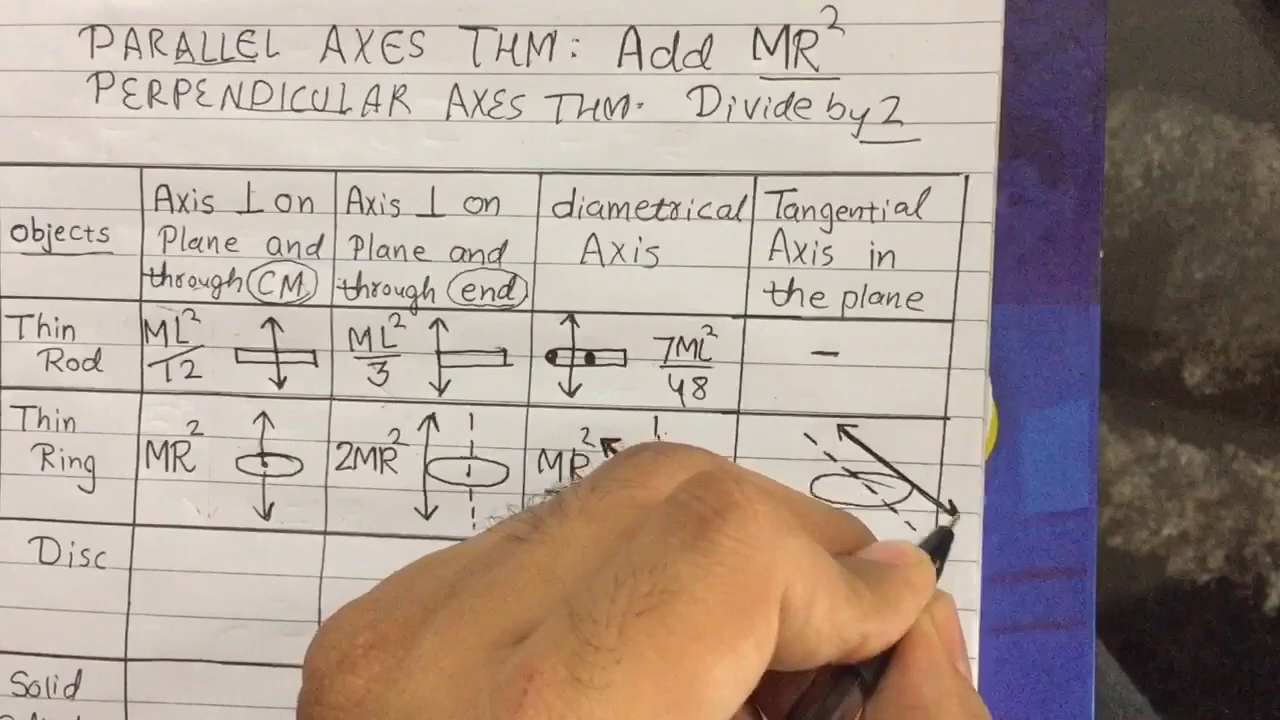 PARALLEL AXES THM: Add MR²
PERPENDICULAR AXES THM. Divide by 2
objects
Axis ⊥ on
Plane and
through CM
Axis ⊥ on
Plane and
through end
diametrical
Axis
Tangential
Axis in
the plane
Thin
Rod
ML²/12
ML²/3
7ML²/48
–
Thin
Ring
MR²
2MR²
MR²
Disc
Solid